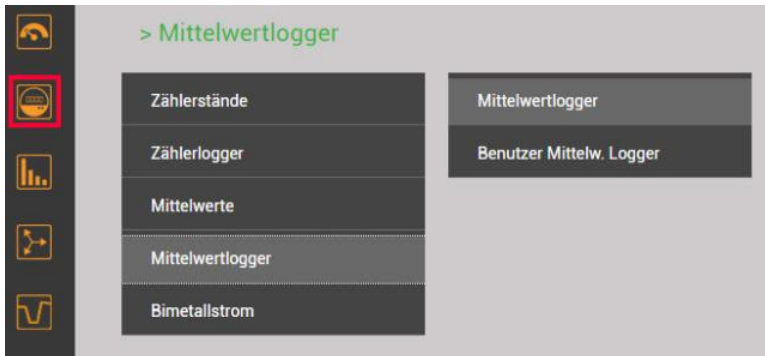 > Mittelwertlogger
Zählerstände
Zählerlogger
Mittelwerte
Mittelwertlogger
Bimetallstrom
Mittelwertlogger
Benutzer Mittelw. Logger